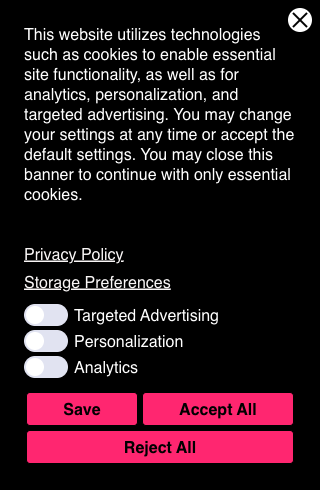 This website utilizes technologies
such as cookies to enable essential
site functionality, as well as for
analytics, personalization, and
targeted advertising. You may change
your settings at any time or accept the
default settings. You may close this
banner to continue with only essential
cookies.
Privacy Policy
Storage Preferences
Targeted Advertising
Personalization
Analytics
Save Accept All
Reject All